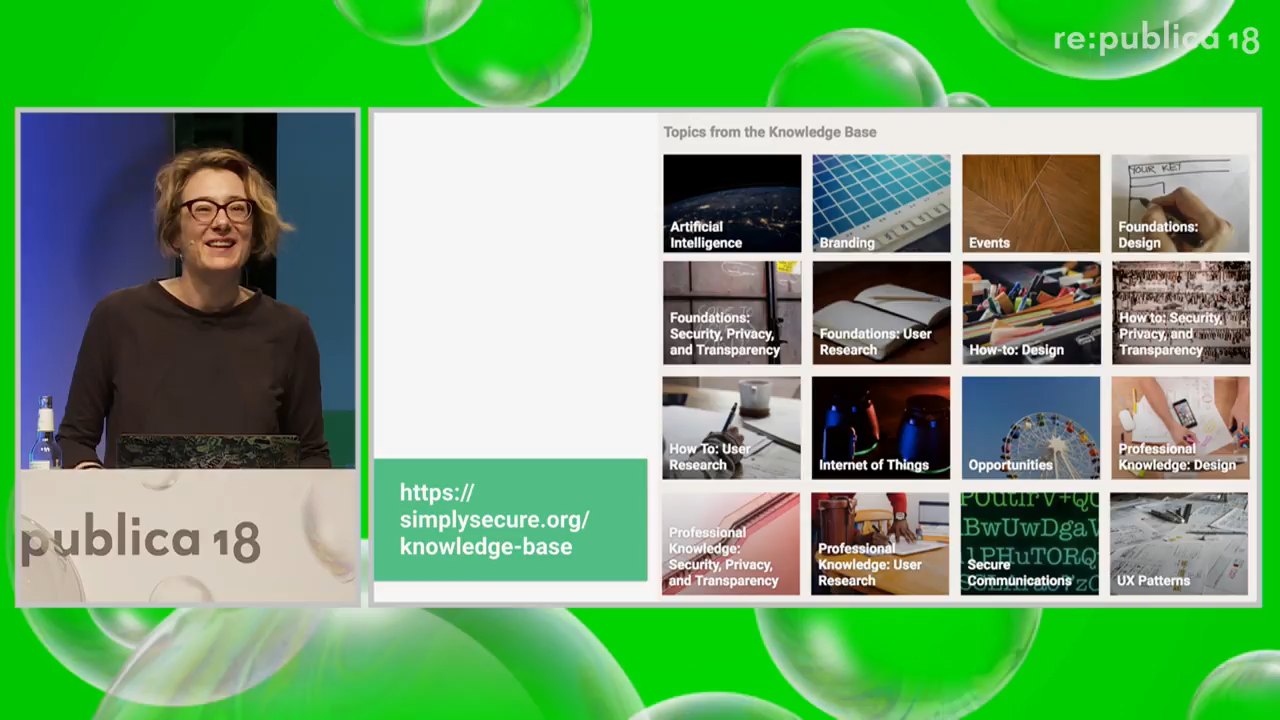 re:publica 18
publica 18
Topics from the Knowledge Base
Artificial
Intelligence
Branding
Events
YOUR KEY
Foundations:
Design
Foundations:
Security, Privacy,
and Transparency
Foundations: User
Research
How-to: Design
How to: Security,
Privacy, and
Transparency
How To: User
Research
Internet of Things
Opportunities
Professional
Knowledge: Design
https://
simplysecure.org/
knowledge-base
Professional
Knowledge:
Security, Privacy,
and Transparency
Professional
Knowledge: User
Research
Secure
Communications
UX Patterns